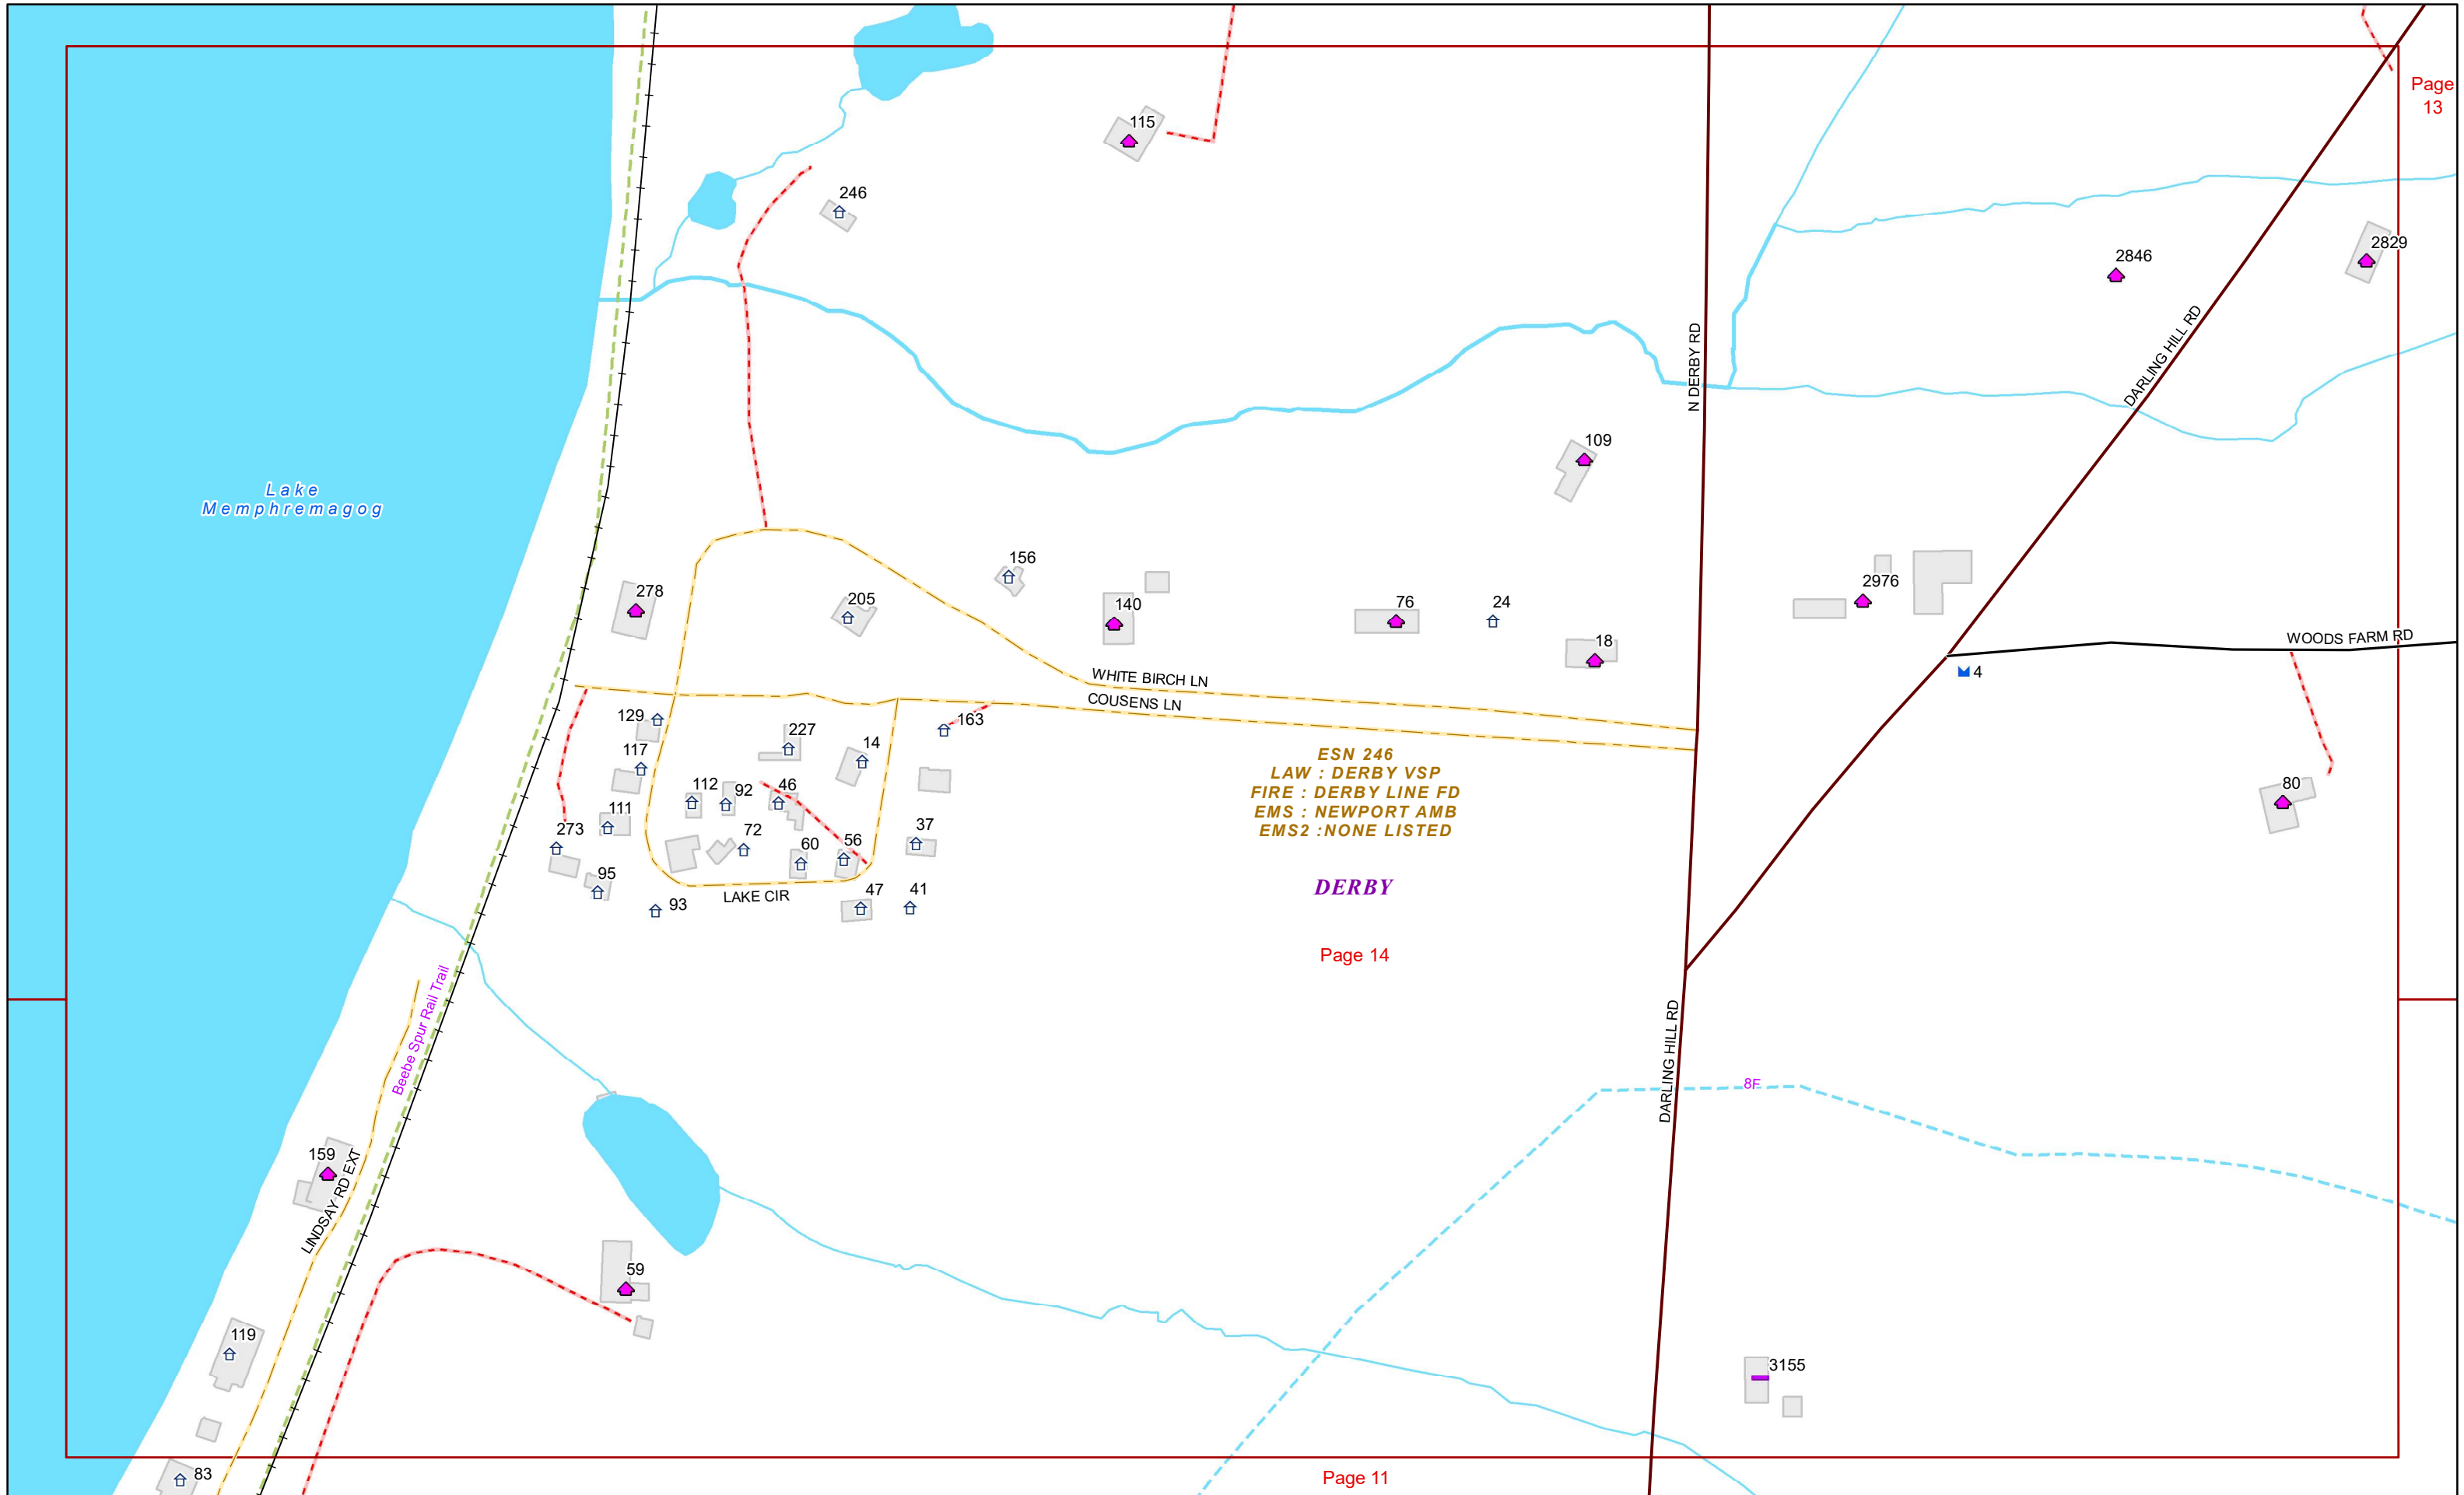 Page
13
115
246
2829
2846
N DERBY RD
DARLING HILL RD
109
Lake
Memphremagog
156
278
205
140
76
24
2976
18
WOODS FARM RD
4
WHITE BIRCH LN
COUSENS LN
129
163
227
14
117
ESN 246
LAW : DERBY VSP
FIRE : DERBY LINE FD
EMS : NEWPORT AMB
EMS2 :NONE LISTED
112
92
46
80
111
273
72
60
56
37
95
93
LAKE CIR
47
41
DERBY
Page 14
Beebe Spur Rail Trail
DARLING HILL RD
8F
159
LINDSAY RD EXT
59
119
3155
83
Page 11